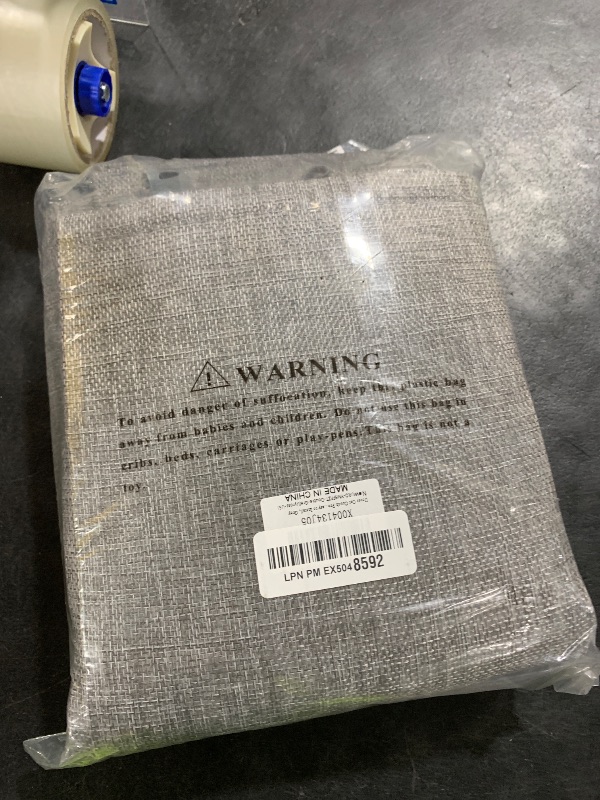 WARNING
To avoid danger of suffocation, keep this plastic bag
away from babies and children. Do not use this bag in
cribs, beds, carriages or play-pens. This bag is not a
toy.
MADE IN CHINA
X004134J05
LPN PM EX5048592